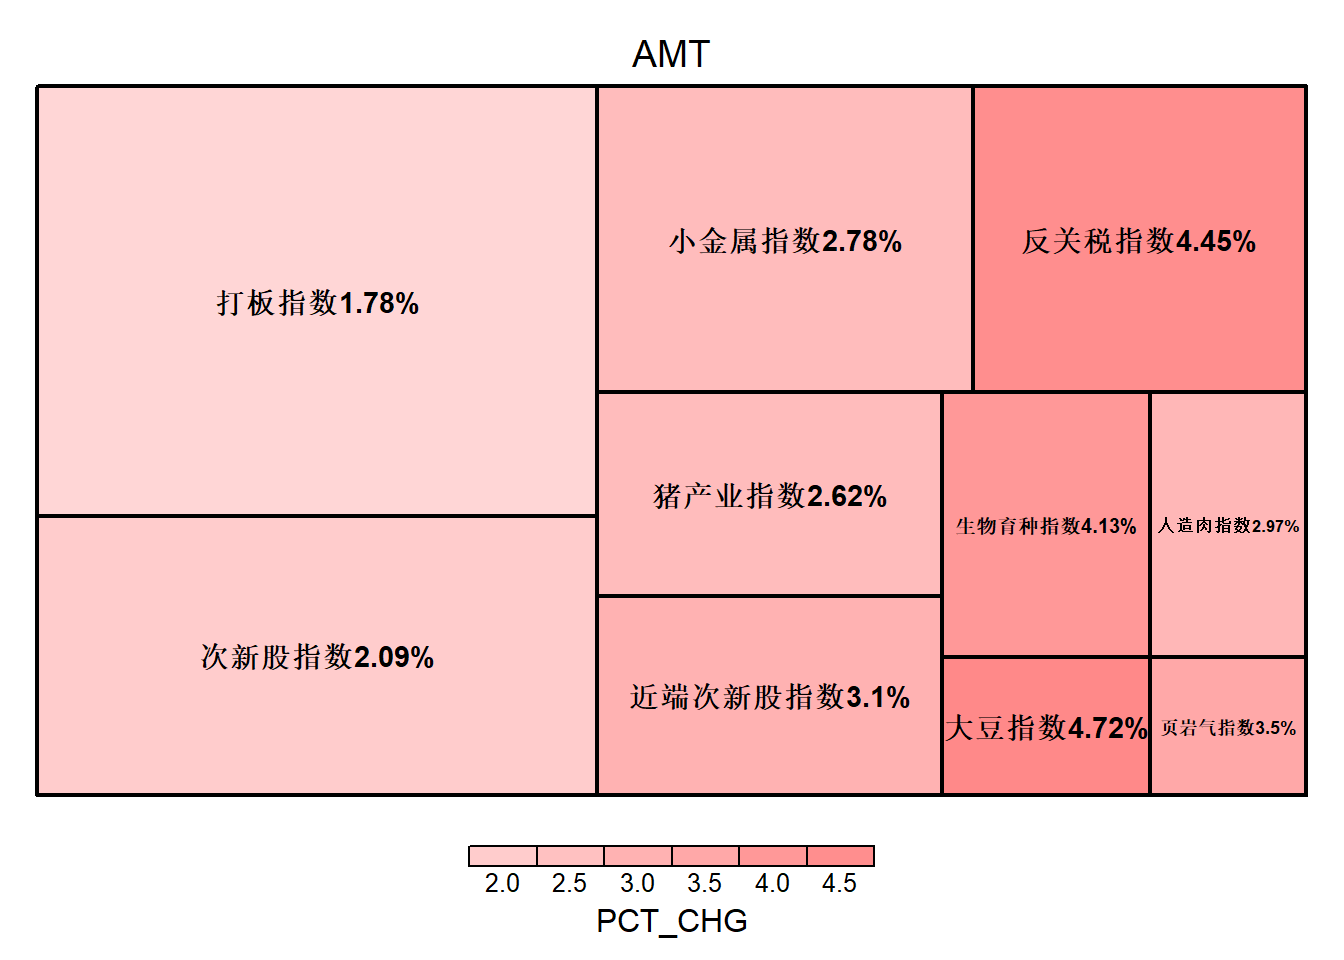 AMT
打板指数1.78%
小金属指数2.78%
反关税指数4.45%
猪产业指数2.62%
生物育种指数4.13%
人造肉指数2.97%
次新股指数2.09%
近端次新股指数3.1%
大豆指数4.72%
页岩气指数3.5%
2.0 2.5 3.0 3.5 4.0 4.5
PCT_CHG